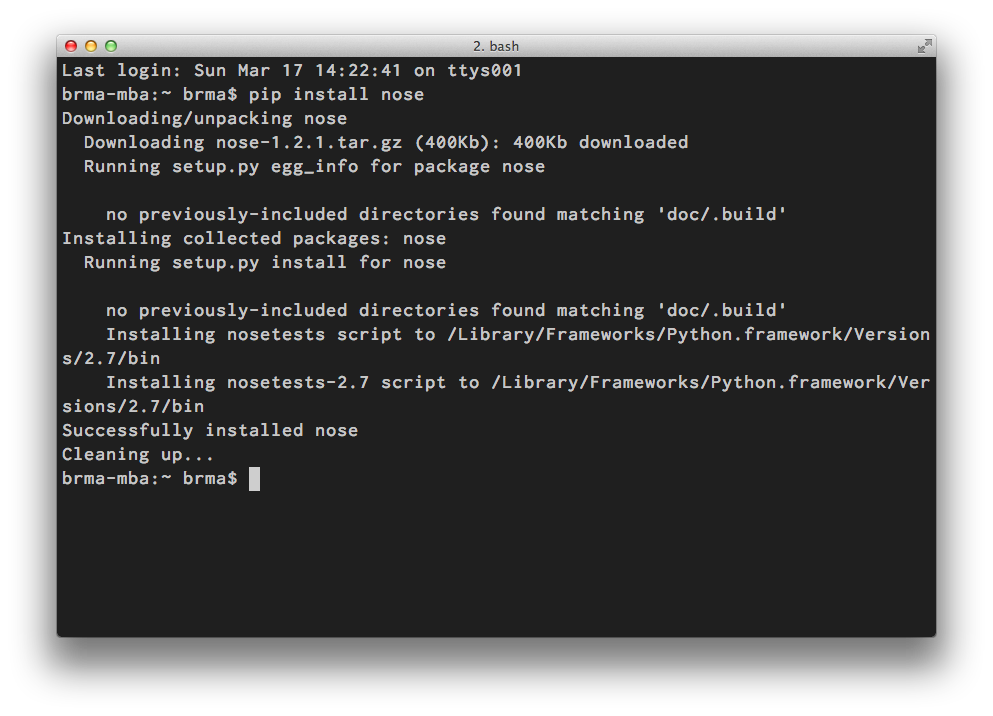 2. bash
Last login: Sun Mar 17 14:22:41 on ttys001
brma-mba:~ brma$ pip install nose
Downloading/unpacking nose
  Downloading nose-1.2.1.tar.gz (400Kb): 400Kb downloaded
  Running setup.py egg_info for package nose

    no previously-included directories found matching 'doc/.build'
Installing collected packages: nose
  Running setup.py install for nose

    no previously-included directories found matching 'doc/.build'
    Installing nosetests script to /Library/Frameworks/Python.framework/Version
s/2.7/bin
    Installing nosetests-2.7 script to /Library/Frameworks/Python.framework/Ver
sions/2.7/bin
Successfully installed nose
Cleaning up...
brma-mba:~ brma$